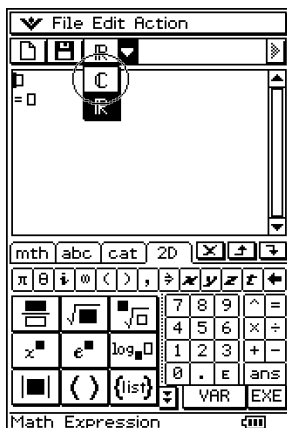 File Edit Action
ℝ
ℂ
ℝ
=
mth abc cat 2D
π θ i ∞ ( ) , ⇒ x y z t ←
7 8 9 ^ =
√ √
4 5 6 × ÷
x e log
1 2 3 + -
0 . E ans
| | ( ) {list}
VAR EXE
Math Expression